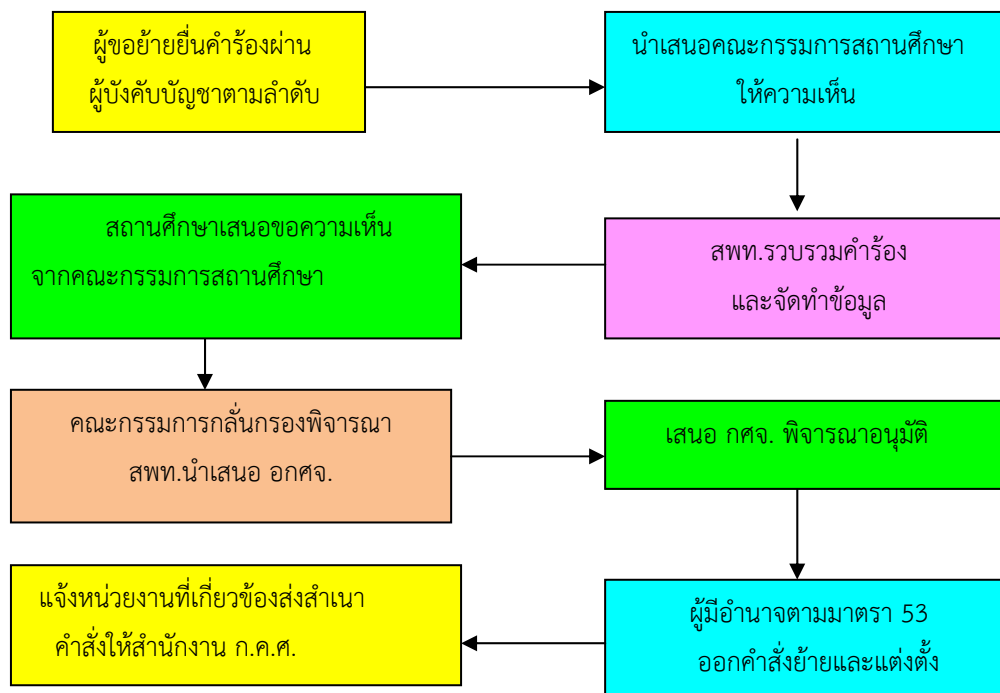 ผู้ขอย้ายยื่นคำร้องผ่าน
ผู้บังคับบัญชาตามลำดับ
นำเสนอคณะกรรมการสถานศึกษา
ให้ความเห็น
สพท.รวบรวมคำร้อง
และจัดทำข้อมูล
สถานศึกษาเสนอขอความเห็น
จากคณะกรรมการสถานศึกษา
คณะกรรมการกลั่นกรองพิจารณา
สพท.นำเสนอ อกศจ.
เสนอ กศจ. พิจารณาอนุมัติ
ผู้มีอำนาจตามมาตรา 53
ออกคำสั่งย้ายและแต่งตั้ง
แจ้งหน่วยงานที่เกี่ยวข้องส่งสำเนา
คำสั่งให้สำนักงาน ก.ค.ศ.